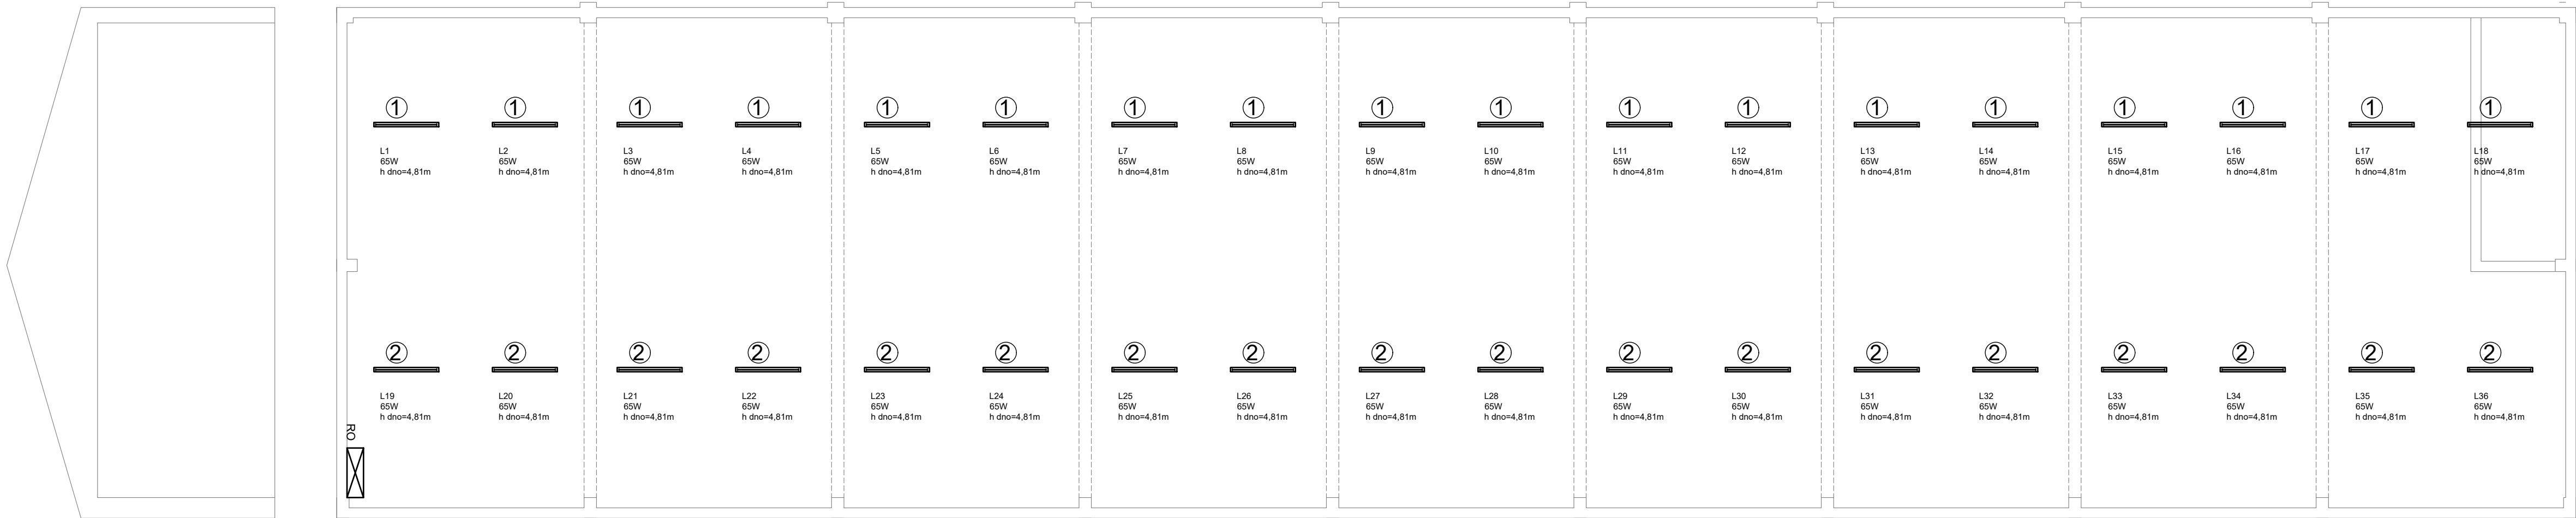 1 1 1 1 1 1 1 1 1 1 1 1 1 1 1 1 1 1
L1 L2 L3 L4 L5 L6 L7 L8 L9 L10 L11 L12 L13 L14 L15 L16 L17 L18
65W 65W 65W 65W 65W 65W 65W 65W 65W 65W 65W 65W 65W 65W 65W 65W 65W 65W
h dno=4,81m h dno=4,81m h dno=4,81m h dno=4,81m h dno=4,81m h dno=4,81m h dno=4,81m h dno=4,81m h dno=4,81m h dno=4,81m h dno=4,81m h dno=4,81m h dno=4,81m h dno=4,81m h dno=4,81m h dno=4,81m h dno=4,81m h dno=4,81m
2 2 2 2 2 2 2 2 2 2 2 2 2 2 2 2 2 2
L19 L20 L21 L22 L23 L24 L25 L26 L27 L28 L29 L30 L31 L32 L33 L34 L35 L36
65W 65W 65W 65W 65W 65W 65W 65W 65W 65W 65W 65W 65W 65W 65W 65W 65W 65W
h dno=4,81m h dno=4,81m h dno=4,81m h dno=4,81m h dno=4,81m h dno=4,81m h dno=4,81m h dno=4,81m h dno=4,81m h dno=4,81m h dno=4,81m h dno=4,81m h dno=4,81m h dno=4,81m h dno=4,81m h dno=4,81m h dno=4,81m h dno=4,81m
RO